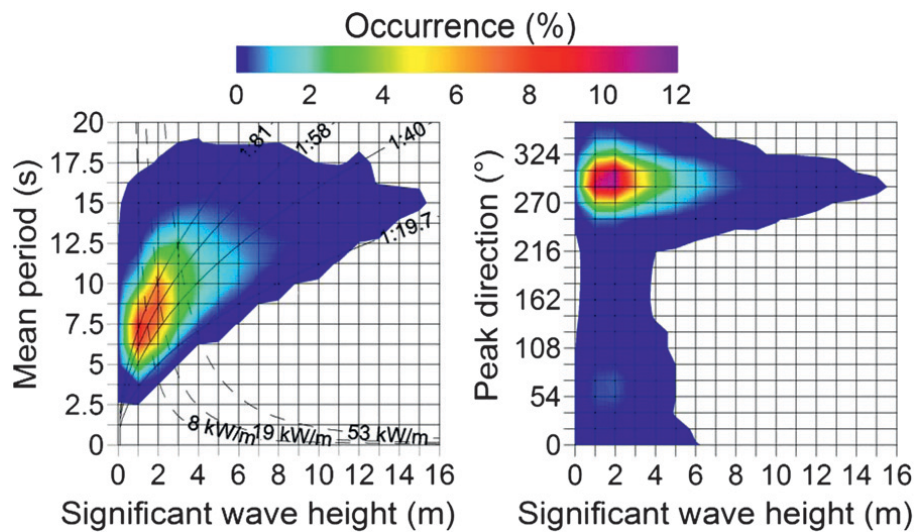 Occurrence (%)
0 2 4 6 8 10 12
Mean period (s)
20
17.5
15
12.5
10
7.5
5
2.5
0
1:81
1:58
1:40
1:19.7
8 kW/m
19 kW/m
53 kW/m
0 2 4 6 8 10 12 14 16
Significant wave height (m)
Peak direction (°)
324
270
216
162
108
54
0
0 2 4 6 8 10 12 14 16
Significant wave height (m)